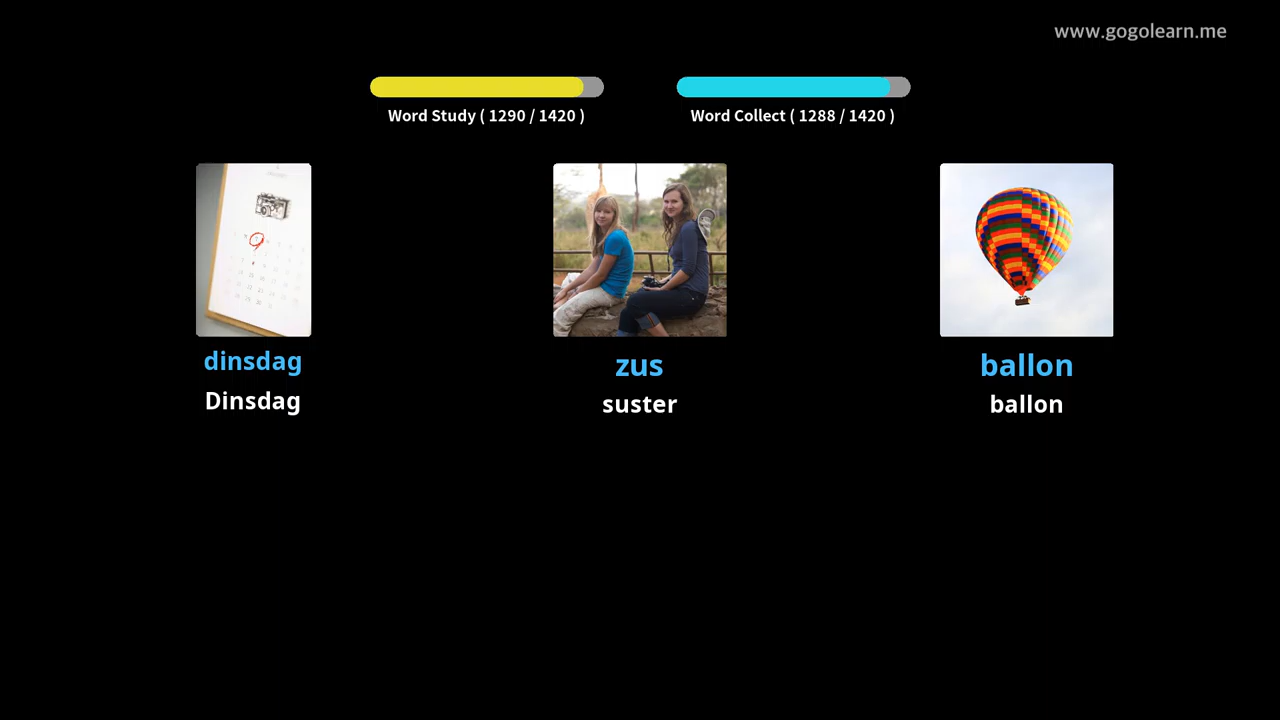 www.gogolearn.me
Word Study ( 1290 / 1420 )
Word Collect ( 1288 / 1420 )
dinsdag
Dinsdag
zus
suster
ballon
ballon